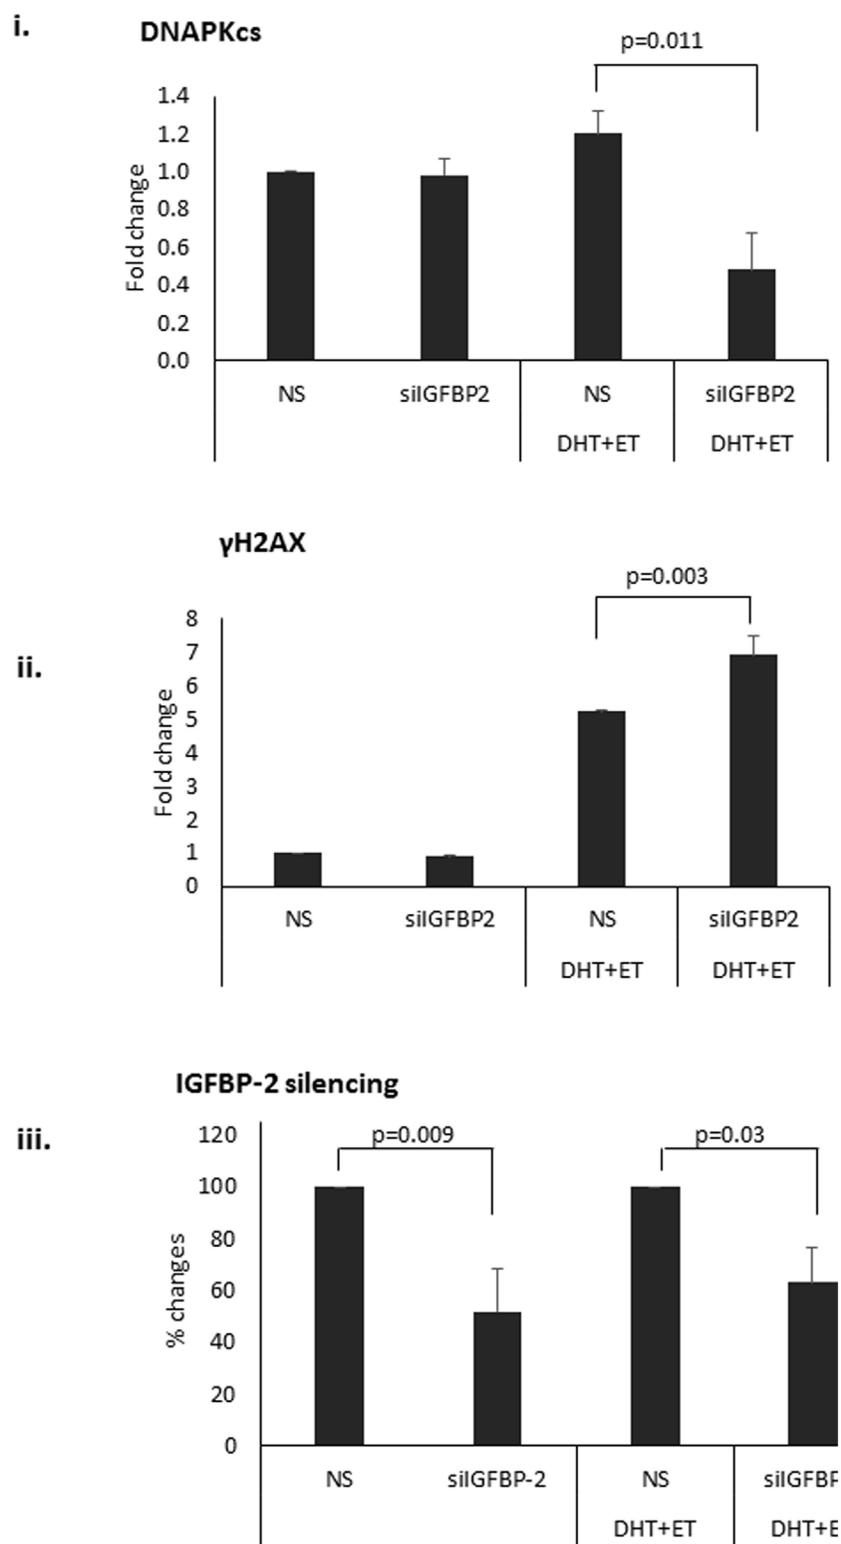 i.
DNAPKcs
p=0.011
1.4
1.2
1.0
0.8
0.6
0.4
0.2
0.0
Fold change
NS siIGFBP2 NS siIGFBP2
DHT+ET DHT+ET
γH2AX
p=0.003
ii.
8
7
6
5
4
3
2
1
0
Fold change
NS siIGFBP2 NS siIGFBP2
DHT+ET DHT+ET
IGFBP-2 silencing
iii.
p=0.009 p=0.03
120
100
80
60
40
20
0
% changes
NS siIGFBP-2 NS siIGFBP
DHT+ET DHT+E